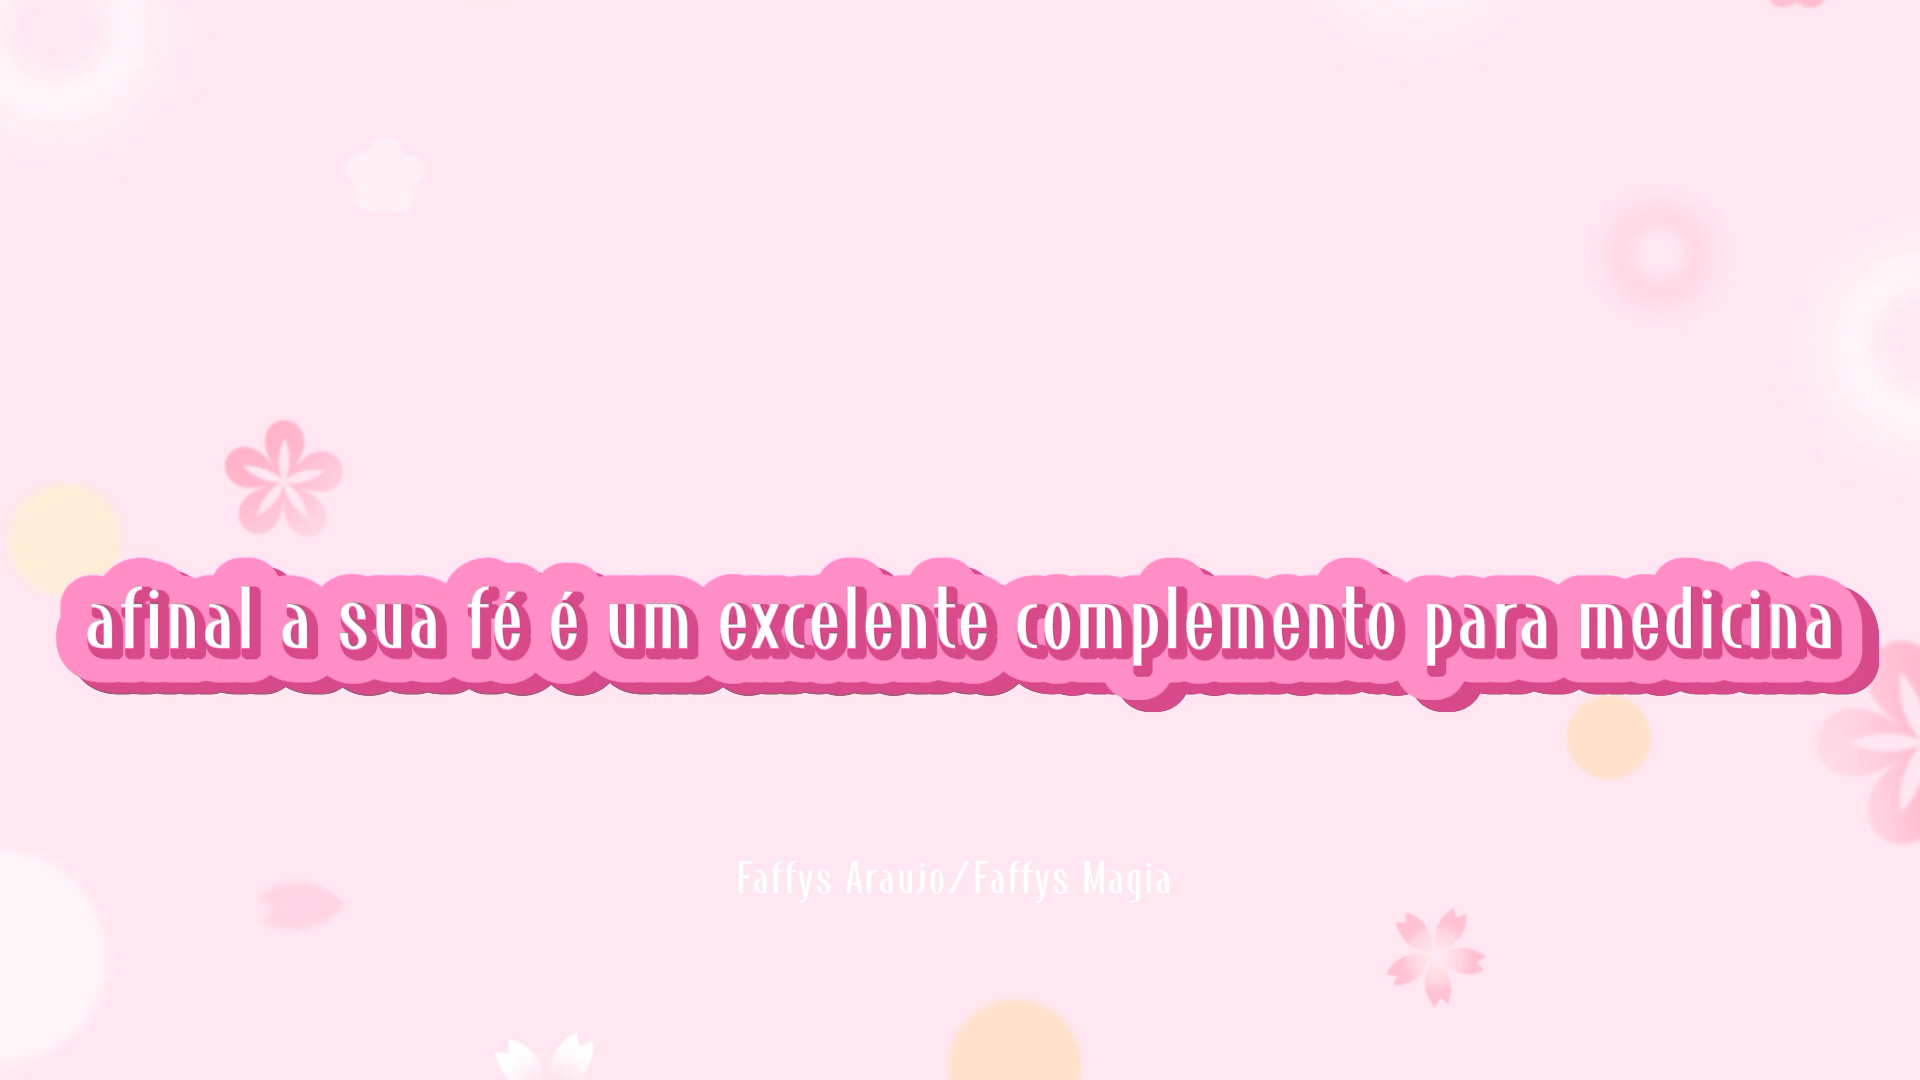 afinal a sua fé é um excelente complemento para medicina
Faffys Araujo/Faffys Magia